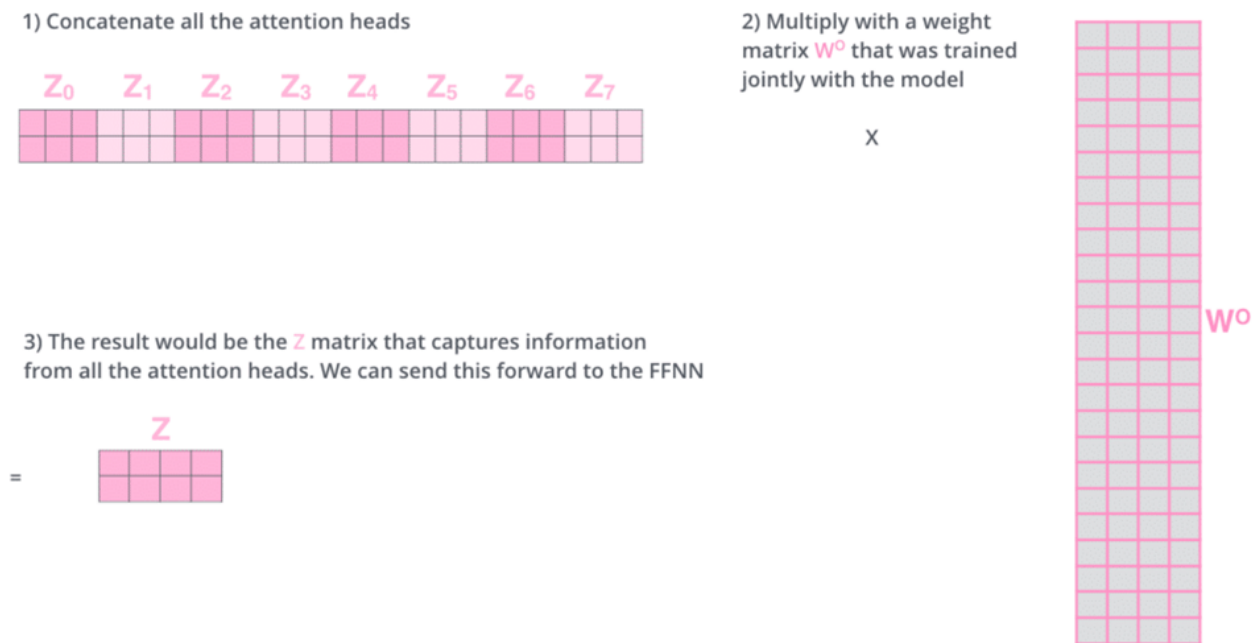 1) Concatenate all the attention heads
Z0 Z1 Z2 Z3 Z4 Z5 Z6 Z7
2) Multiply with a weight
matrix WO that was trained
jointly with the model
X
WO
3) The result would be the Z matrix that captures information
from all the attention heads. We can send this forward to the FFNN
Z
=